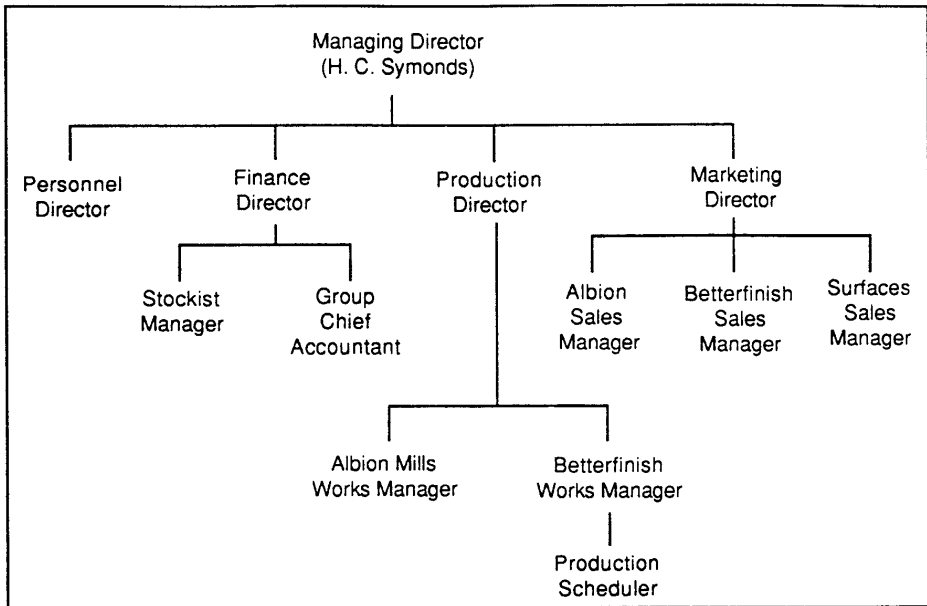 Managing Director
(H. C. Symonds)
Personnel
Director
Finance
Director
Production
Director
Marketing
Director
Stockist
Manager
Group
Chief
Accountant
Albion
Sales
Manager
Betterfinish
Sales
Manager
Surfaces
Sales
Manager
Albion Mills
Works Manager
Betterfinish
Works Manager
Production
Scheduler